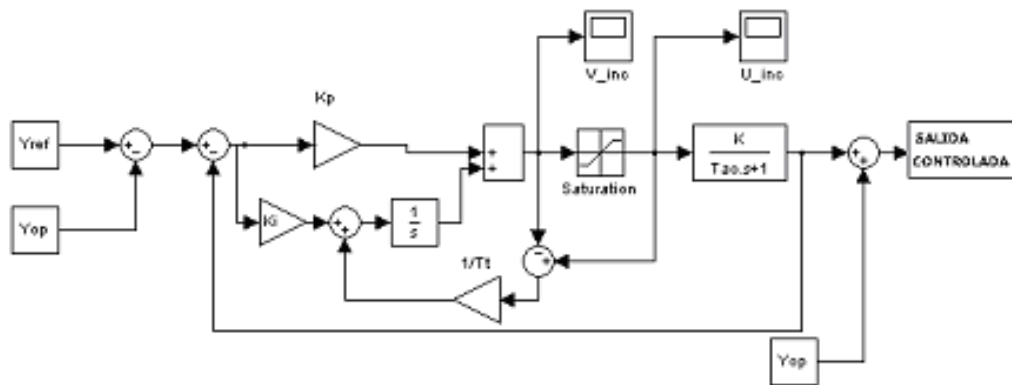 V_inc
U_inc
Kp
Yref
Yop
Ki
1
s
Saturation
K
Tao.s+1
SALIDA
CONTROLADA
1/Tt
Yop